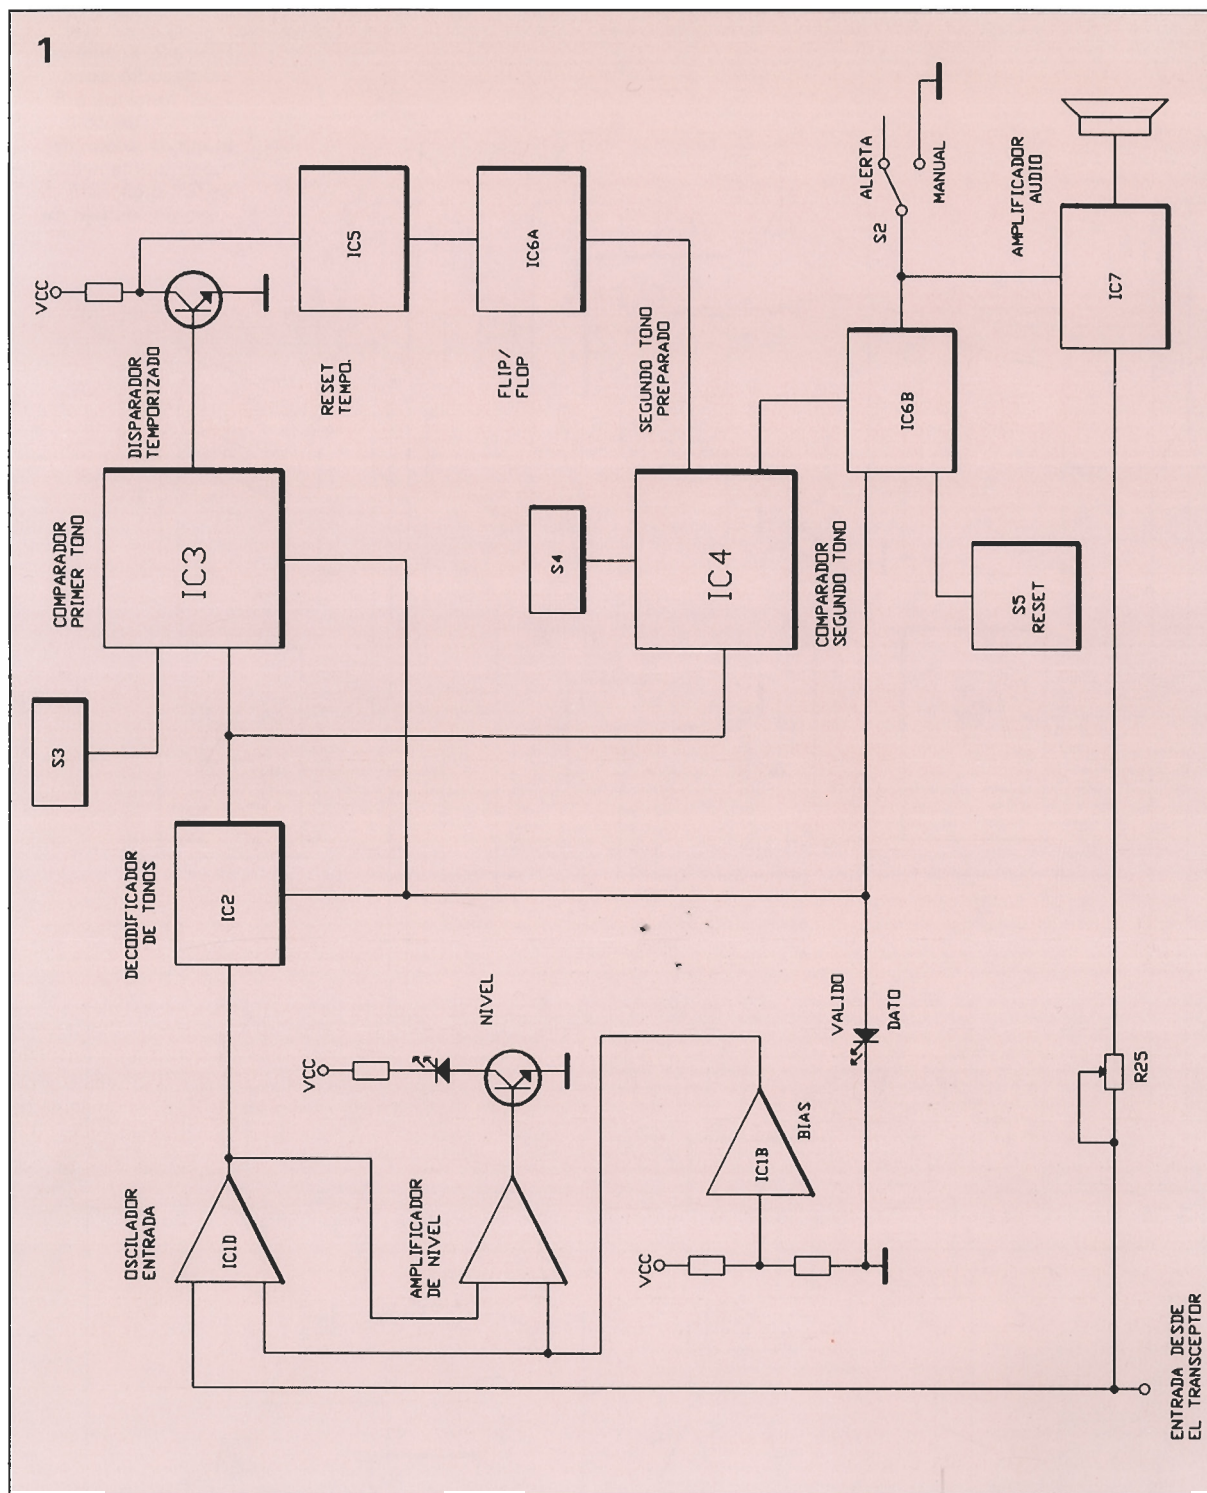 1
OSCILADOR
ENTRADA
IC1D
DECODIFICADOR
DE TONOS
IC2
S3
COMPARADOR
PRIMER TONO
IC3
DISPARADOR
TEMPORIZADO
VCC
RESET
TEMPO.
IC5
FLIP/
FLOP
IC6A
AMPLIFICADOR
DE NIVEL
VCC
NIVEL
S4
IC4
SEGUNDO TONO
PREPARADO
COMPARADOR
SEGUNDO TONO
VCC
IC1B
BIAS
VALIDO
DATO
IC6B
S5
RESET
S2
ALERTA
MANUAL
AMPLIFICADOR
AUDIO
IC7
R25
ENTRADA DESDE
EL TRANSCEPTOR